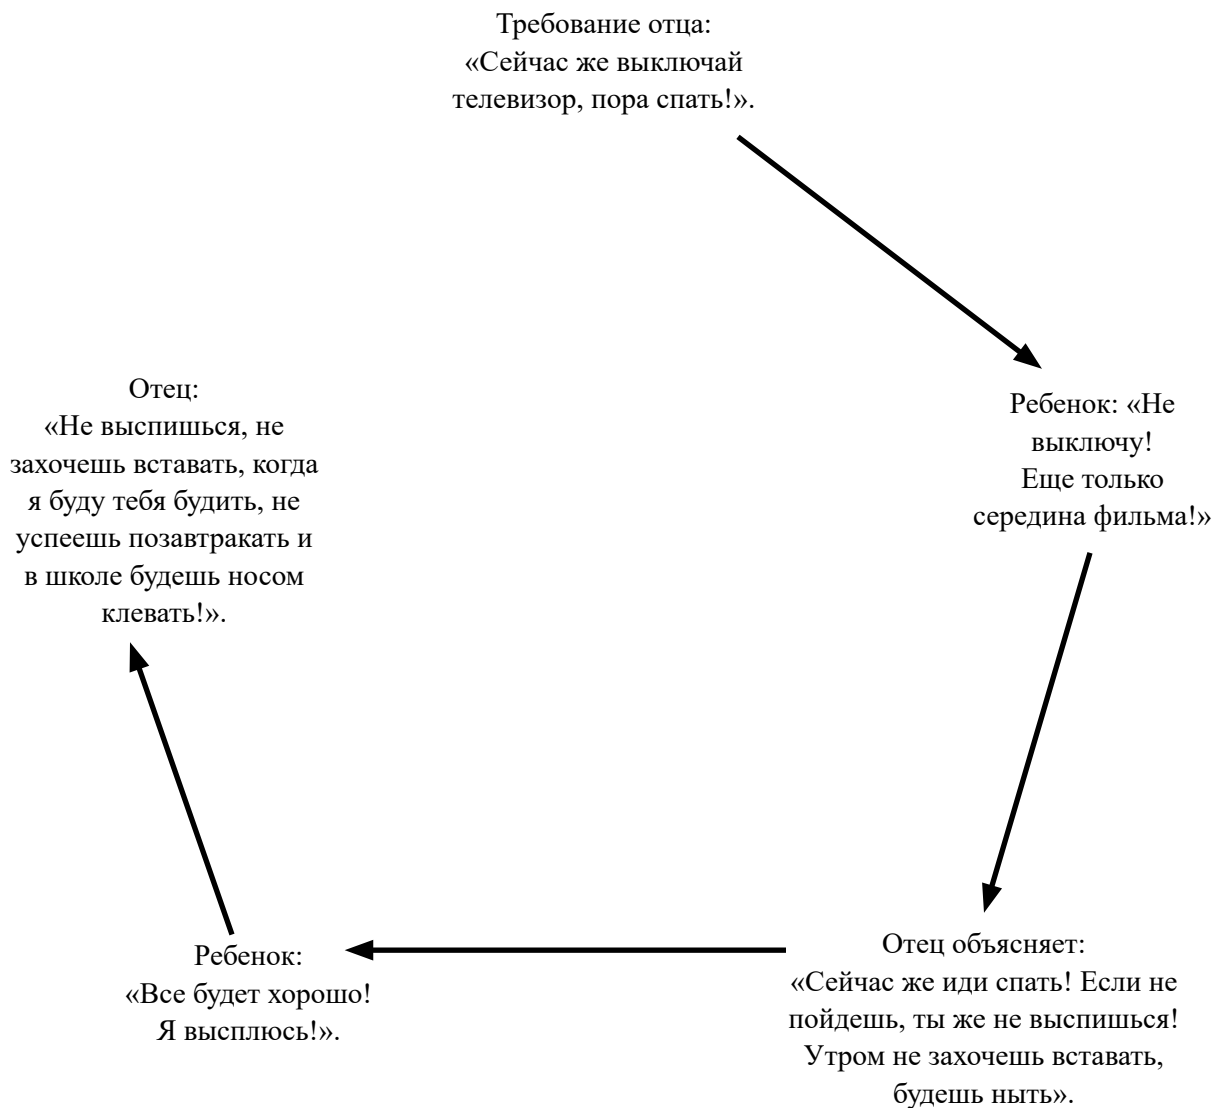 Требование отца:
«Сейчас же выключай
телевизор, пора спать!».
Ребенок: «Не
выключу!
Еще только
середина фильма!»
Отец объясняет:
«Сейчас же иди спать! Если не
пойдешь, ты же не выспишься!
Утром не захочешь вставать,
будешь ныть».
Ребенок:
«Все будет хорошо!
Я высплюсь!».
Отец:
«Не выспишься, не
захочешь вставать, когда
я буду тебя будить, не
успеешь позавтракать и
в школе будешь носом
клевать!».